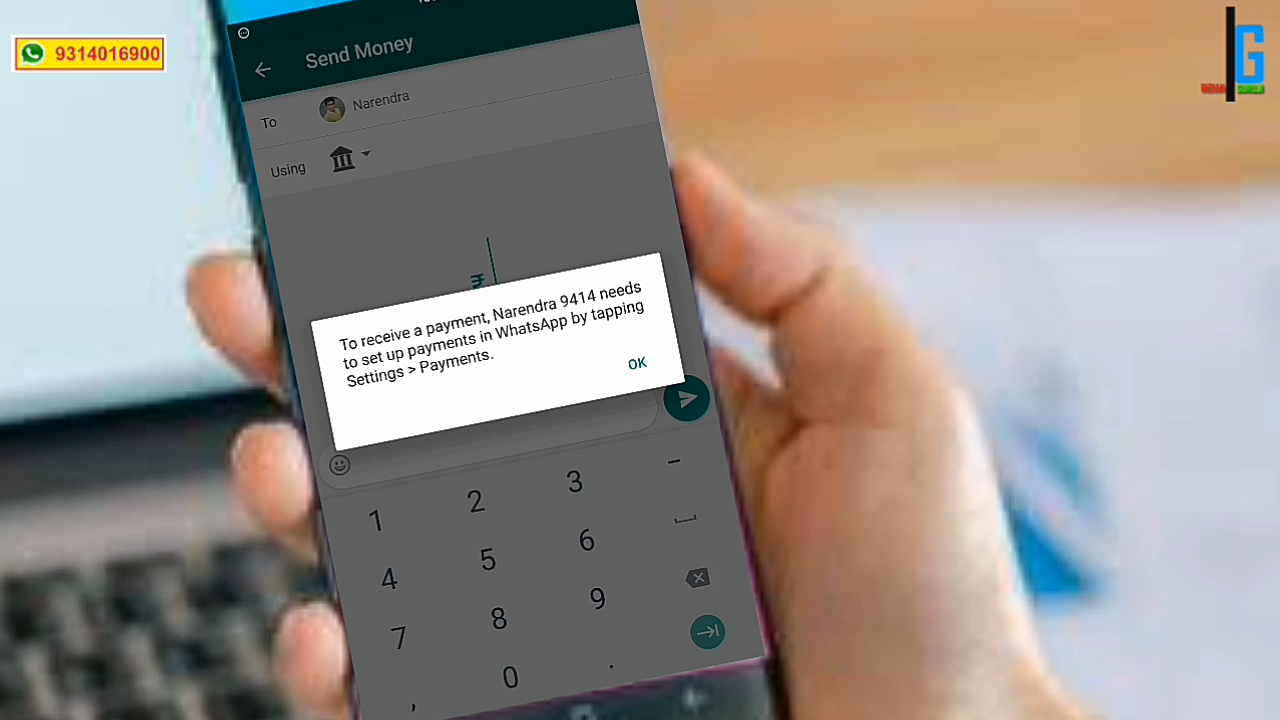 9314016900
Send Money
To
Narendra
Using
₹
To receive a payment, Narendra 9414 needs
to set up payments in WhatsApp by tapping
Settings > Payments.
OK
1 2 3 –
4 5 6
7 8 9
, 0 .
IG